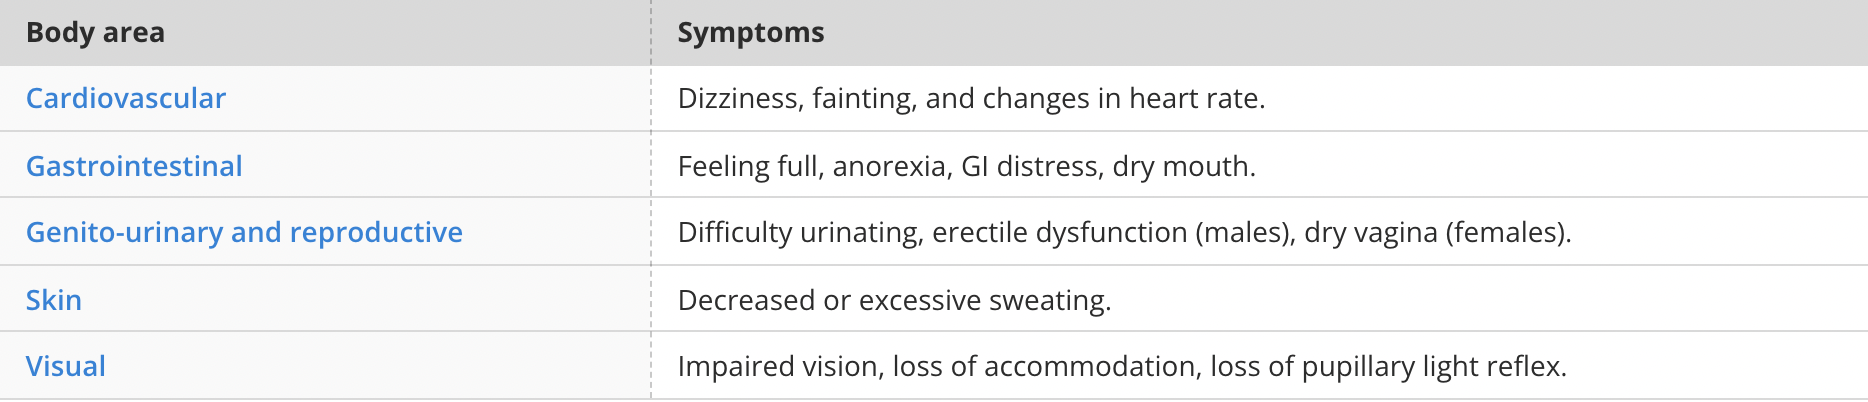 Body area Symptoms
Cardiovascular Dizziness, fainting, and changes in heart rate.
Gastrointestinal Feeling full, anorexia, GI distress, dry mouth.
Genito-urinary and reproductive Difficulty urinating, erectile dysfunction (males), dry vagina (females).
Skin Decreased or excessive sweating.
Visual Impaired vision, loss of accommodation, loss of pupillary light reflex.